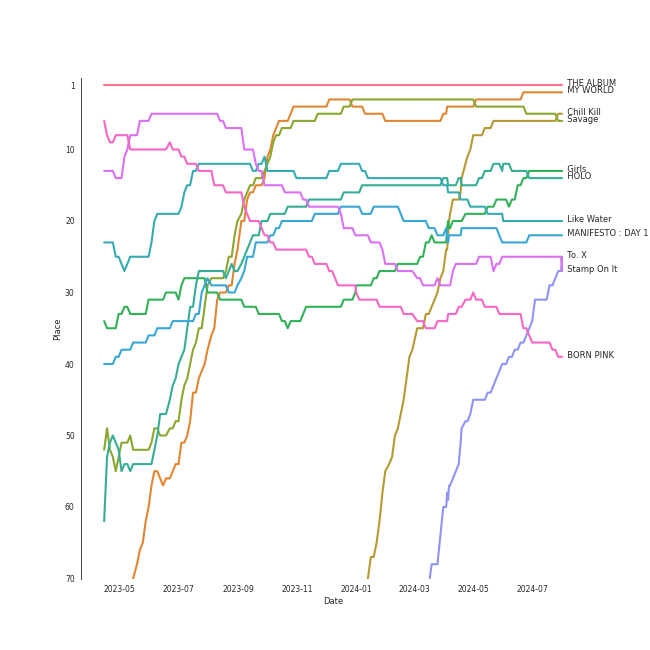 1
THE ALBUM
MY WORLD
Chill Kill
Savage
10
Girls
HOLO
20
Like Water
MANIFESTO : DAY 1
To. X
Stamp On It
30
Place
BORN PINK
40
50
60
70
2023-05 2023-07 2023-09 2023-11 2024-01 2024-03 2024-05 2024-07
Date